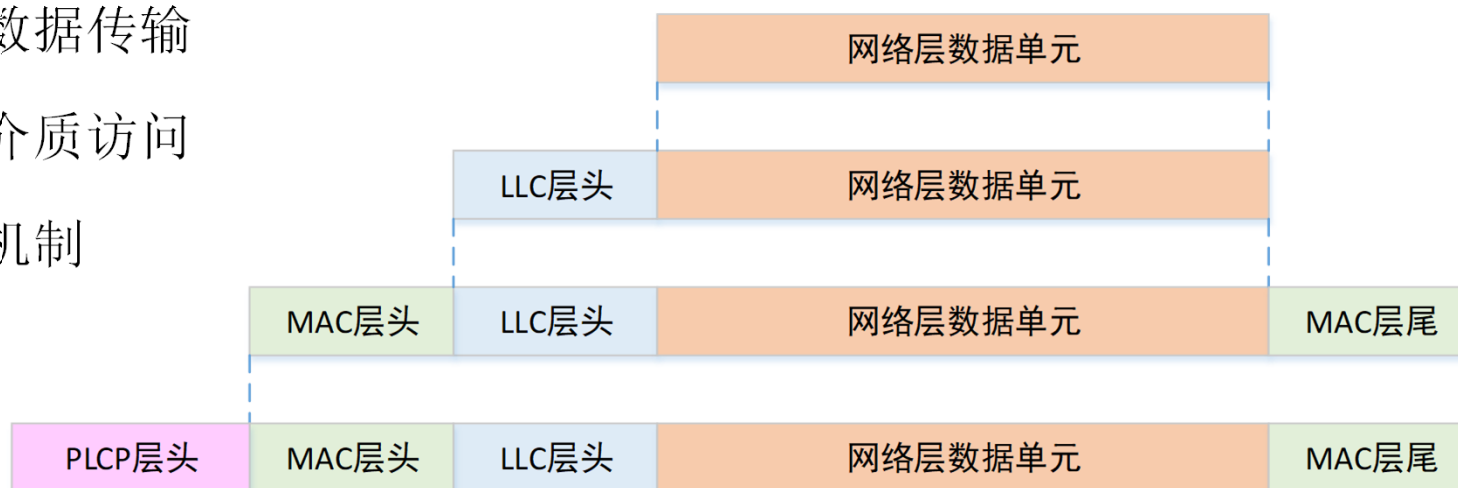 数据传输
介质访问
机制
网络层数据单元
LLC层头 网络层数据单元
MAC层头 LLC层头 网络层数据单元 MAC层尾
PLCP层头 MAC层头 LLC层头 网络层数据单元 MAC层尾